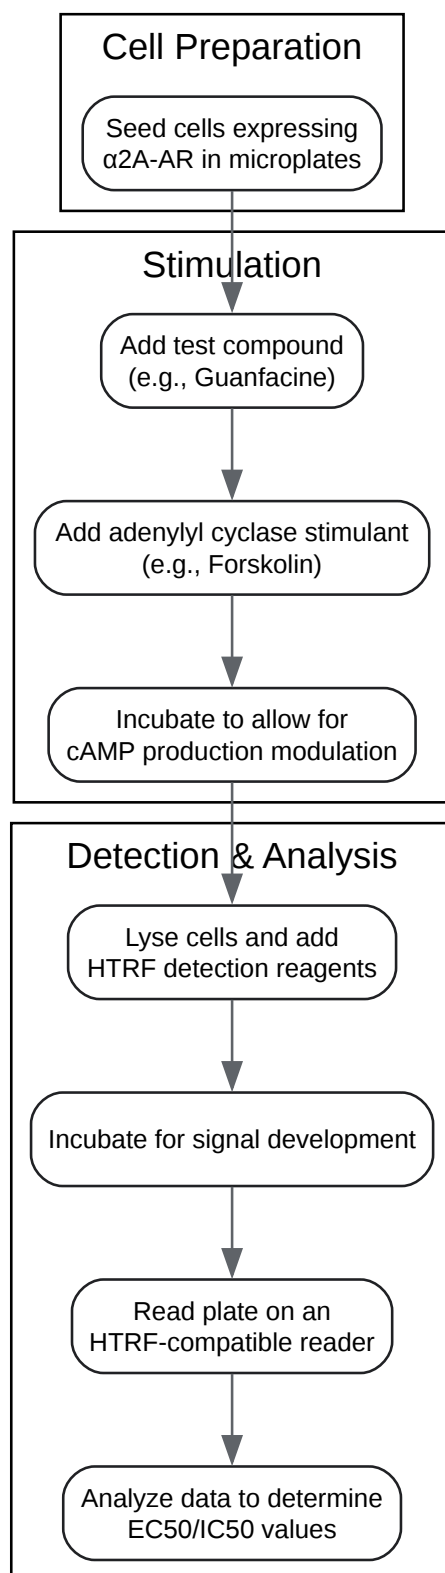 Cell Preparation
Seed cells expressing
α2A-AR in microplates
Stimulation
Add test compound
(e.g., Guanfacine)
Add adenylyl cyclase stimulant
(e.g., Forskolin)
Incubate to allow for
cAMP production modulation
Detection & Analysis
Lyse cells and add
HTRF detection reagents
Incubate for signal development
Read plate on an
HTRF-compatible reader
Analyze data to determine
EC50/IC50 values